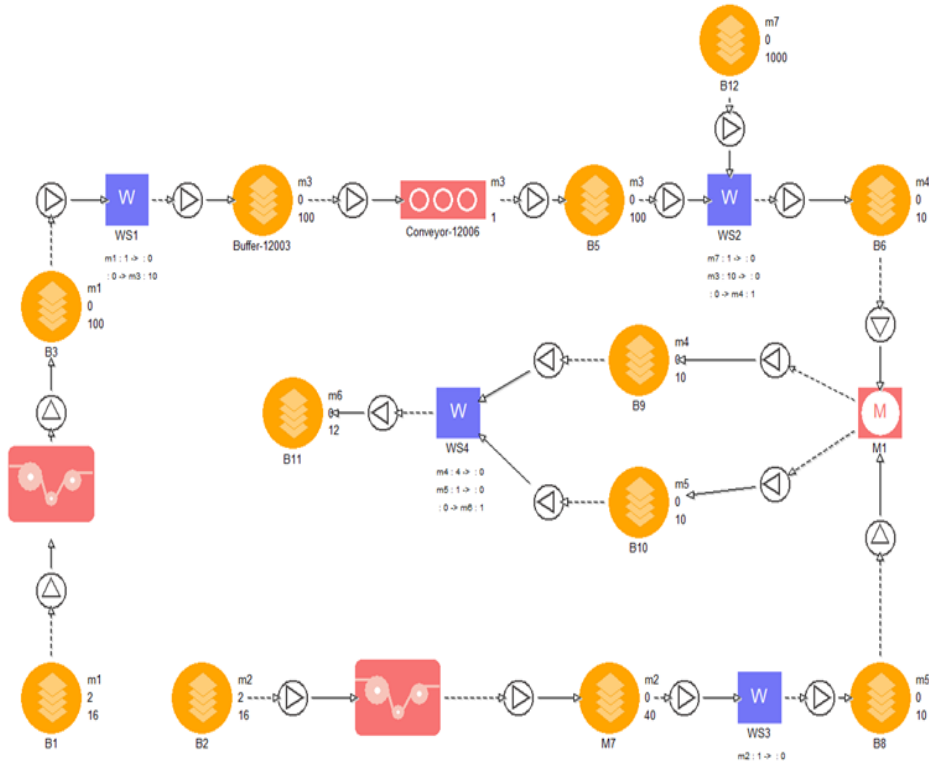 m7
0
1000
B12
W
WS1
m1 : 1 -> : 0
: 0 -> m3 : 10
m3
0
100
Buffer-12003
m3
1
Conveyor-12006
m3
0
100
B5
W
WS2
m7 : 1 -> : 0
m3 : 10 -> : 0
: 0 -> m4 : 1
m4
0
10
B6
m1
0
100
B3
m4
10
B9
m6
12
B11
W
WS4
m4 : 4 -> : 0
m5 : 1 -> : 0
: 0 -> m6 : 1
M
M1
m5
0
10
B10
m1
2
16
B1
m2
2
16
B2
m2
0
40
M7
W
WS3
m2 : 1 -> : 0
m5
0
10
B8